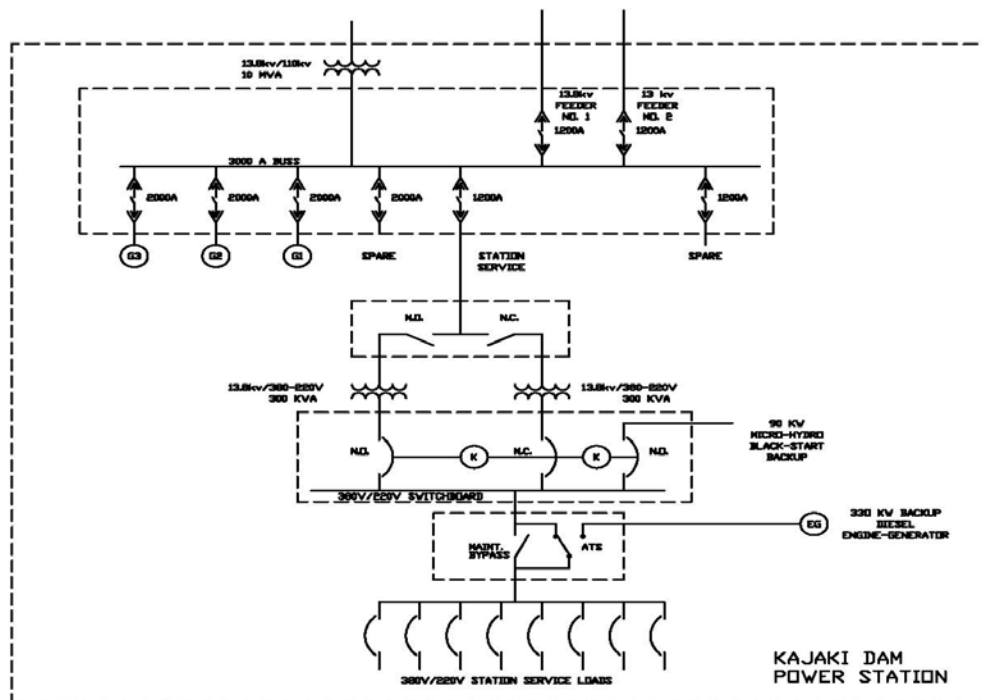 13.8kv/110kv
10 MVA
13.8kv
FEEDER
NO. 1
1200A
13 kv
FEEDER
NO. 2
1200A
3000 A BUSS
2000A
2000A
2000A
2000A
1200A
1200A
G3
G2
G1
SPARE
STATION
SERVICE
SPARE
N.O.
N.C.
13.8kv/380-220V
300 KVA
13.8kv/380-220V
300 KVA
90 KW
MICRO-HYDRO
BLACK-START
BACKUP
N.O.
K
N.C.
K
N.O.
380V/220V SWITCHBOARD
MAINT.
BYPASS
ATS
EG
330 KW BACKUP
DIESEL
ENGINE-GENERATOR
380V/220V STATION SERVICE LOADS
KAJAKI DAM
POWER STATION